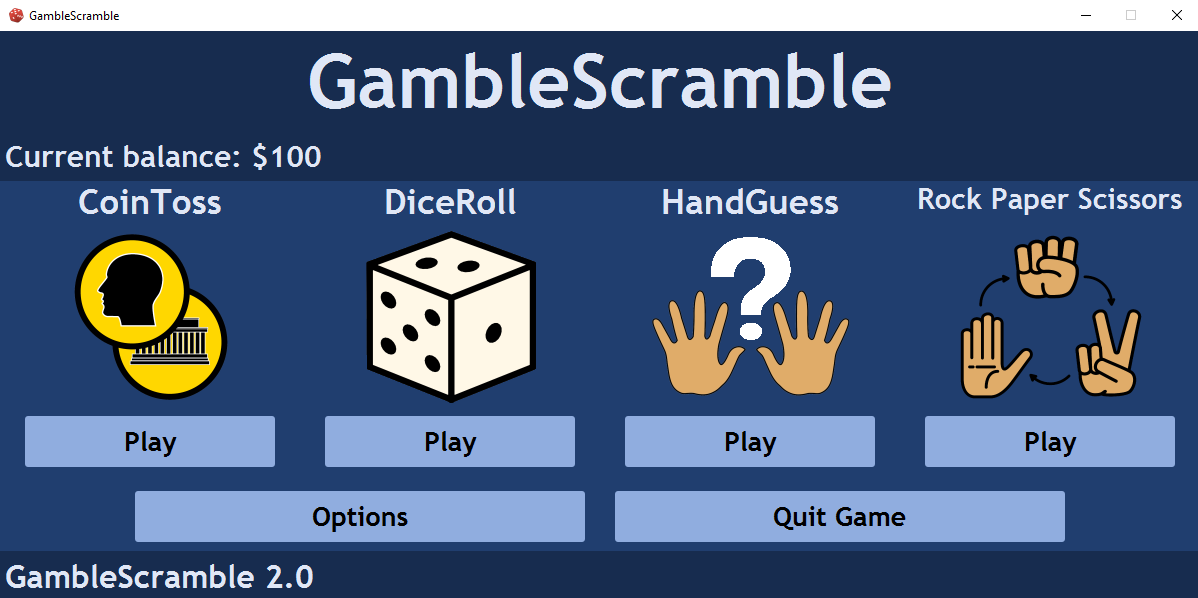 GambleScramble
GambleScramble
Current balance: $100
CoinToss
DiceRoll
HandGuess
Rock Paper Scissors
?
Play
Play
Play
Play
Options
Quit Game
GambleScramble 2.0